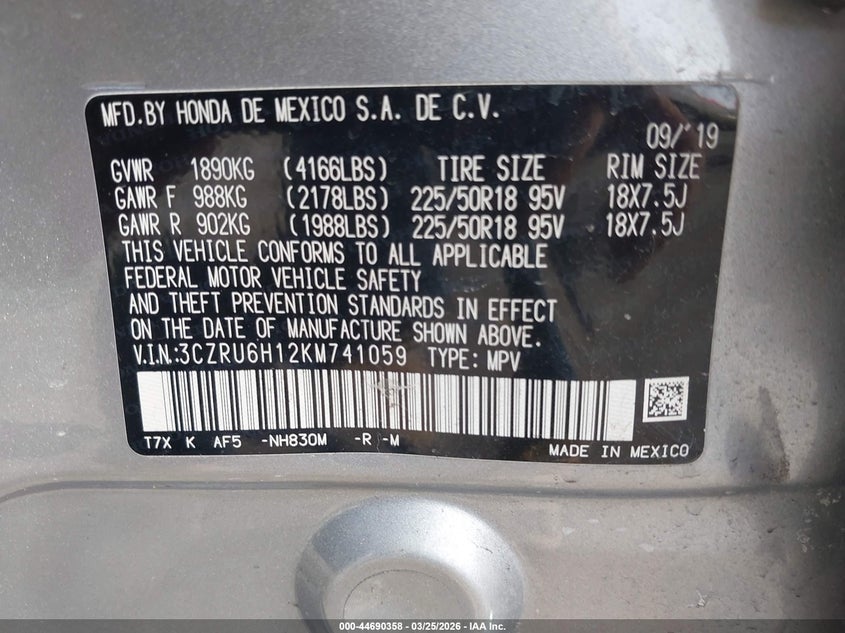 MFD.BY HONDA DE MEXICO S.A. DE C.V.
09/'19
GVWR 1890KG (4166LBS) TIRE SIZE RIM SIZE
GAWR F 988KG (2178LBS) 225/50R18 95V 18X7.5J
GAWR R 902KG (1988LBS) 225/50R18 95V 18X7.5J
THIS VEHICLE CONFORMS TO ALL APPLICABLE
FEDERAL MOTOR VEHICLE SAFETY
AND THEFT PREVENTION STANDARDS IN EFFECT
ON THE DATE OF MANUFACTURE SHOWN ABOVE.
V.I.N.:3CZRU6H12KM741059 TYPE: MPV
T7X K AF5 -NH830M -R -M
MADE IN MEXICO
000-44690358 - 03/25/2026 - IAA Inc.